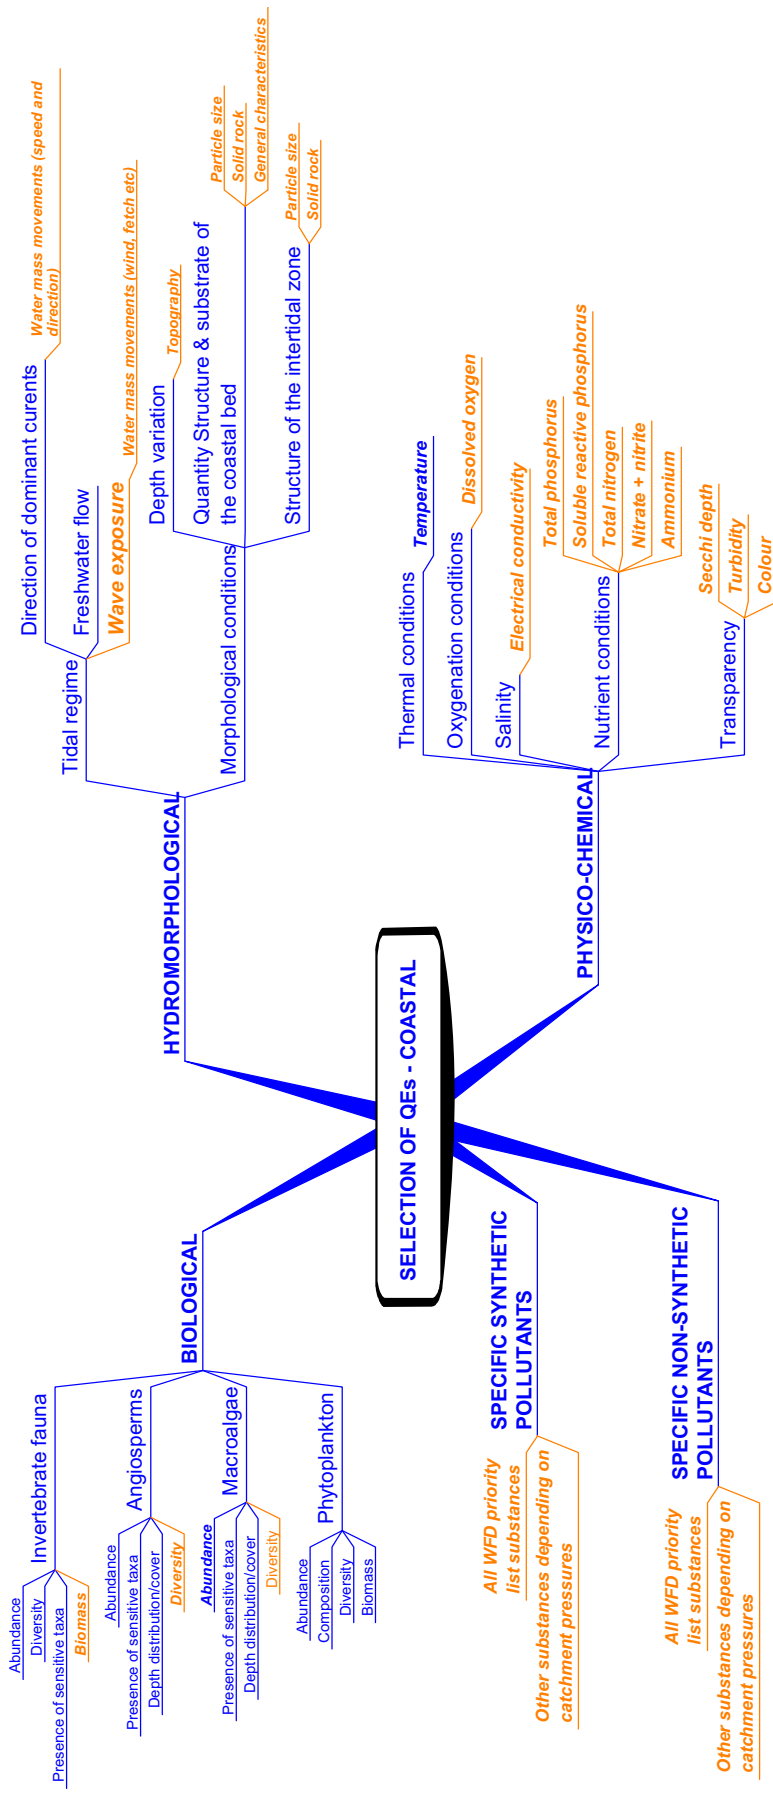 SELECTION OF QEs - COASTAL
BIOLOGICAL
Invertebrate fauna
Abundance
Diversity
Presence of sensitive taxa
Biomass
Angiosperms
Abundance
Presence of sensitive taxa
Depth distribution/cover
Diversity
Macroalgae
Abundance
Presence of sensitive taxa
Depth distribution/cover
Diversity
Phytoplankton
Abundance
Composition
Diversity
Biomass
HYDROMORPHOLOGICAL
Tidal regime
Direction of dominant curents
Water mass movements (speed and
direction)
Freshwater flow
Wave exposure
Water mass movements (wind, fetch etc)
Morphological conditions
Depth variation
Topography
Quantity Structure & substrate of
the coastal bed
Particle size
Solid rock
General characteristics
Structure of the intertidal zone
Particle size
Solid rock
SPECIFIC SYNTHETIC
POLLUTANTS
All WFD priority
list substances
Other substances depending on
catchment pressures
SPECIFIC NON-SYNTHETIC
POLLUTANTS
All WFD priority
list substances
Other substances depending on
catchment pressures
PHYSICO-CHEMICAL
Thermal conditions
Temperature
Oxygenation conditions
Dissolved oxygen
Salinity
Electrical conductivity
Nutrient conditions
Total phosphorus
Soluble reactive phosphorus
Total nitrogen
Nitrate + nitrite
Ammonium
Transparency
Secchi depth
Turbidity
Colour